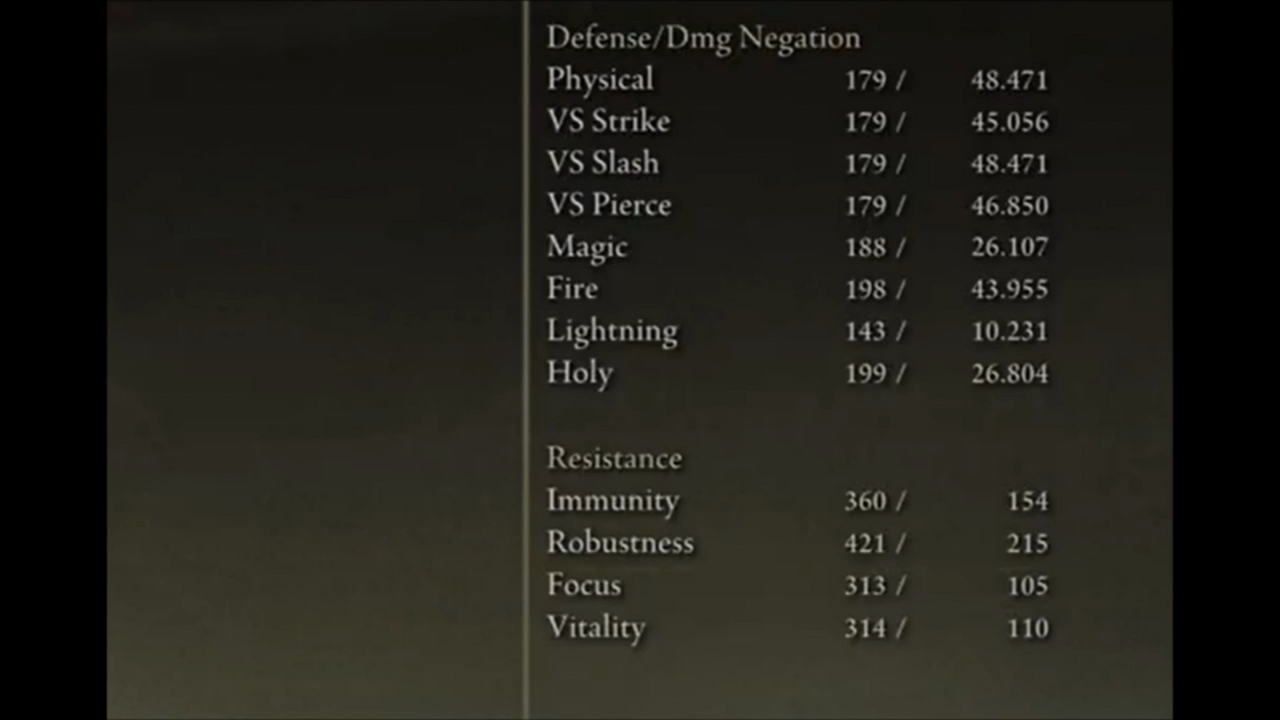 Defense/Dmg Negation
Physical 179 / 48.471
VS Strike 179 / 45.056
VS Slash 179 / 48.471
VS Pierce 179 / 46.850
Magic 188 / 26.107
Fire 198 / 43.955
Lightning 143 / 10.231
Holy 199 / 26.804
Resistance
Immunity 360 / 154
Robustness 421 / 215
Focus 313 / 105
Vitality 314 / 110